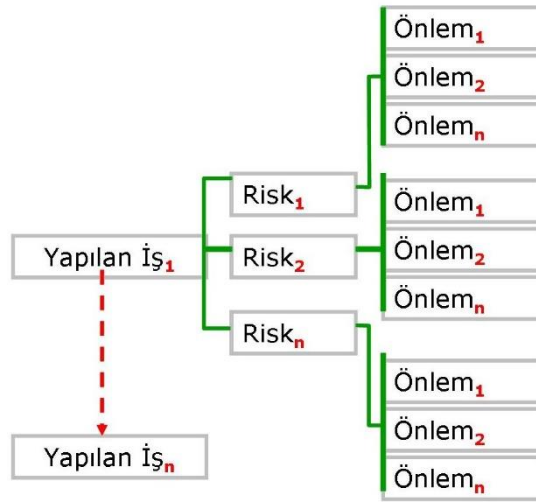 Önlem1
Önlem2
Önlemn
Risk1
Önlem1
Yapılan İş1
Risk2
Önlem2
Önlemn
Riskn
Önlem1
Önlem2
Yapılan İşn
Önlemn